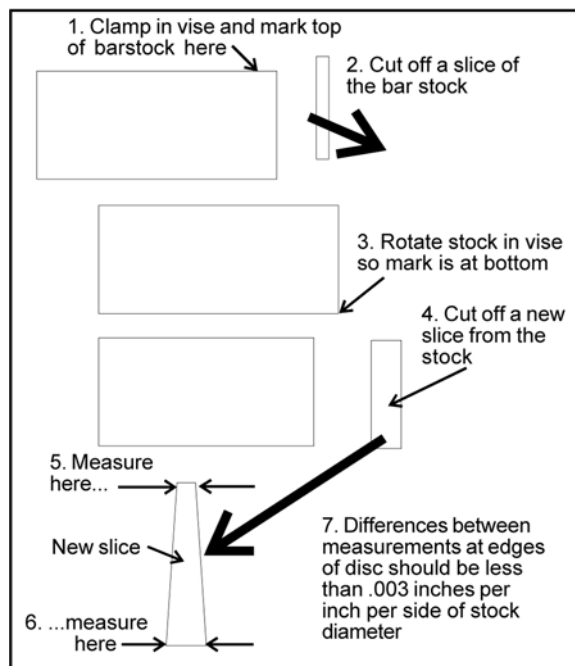 1. Clamp in vise and mark top
of barstock here
2. Cut off a slice of
the bar stock
3. Rotate stock in vise
so mark is at bottom
4. Cut off a new
slice from the
stock
5. Measure
here...
New slice
6. ...measure
here
7. Differences between
measurements at edges
of disc should be less
than .003 inches per
inch per side of stock
diameter